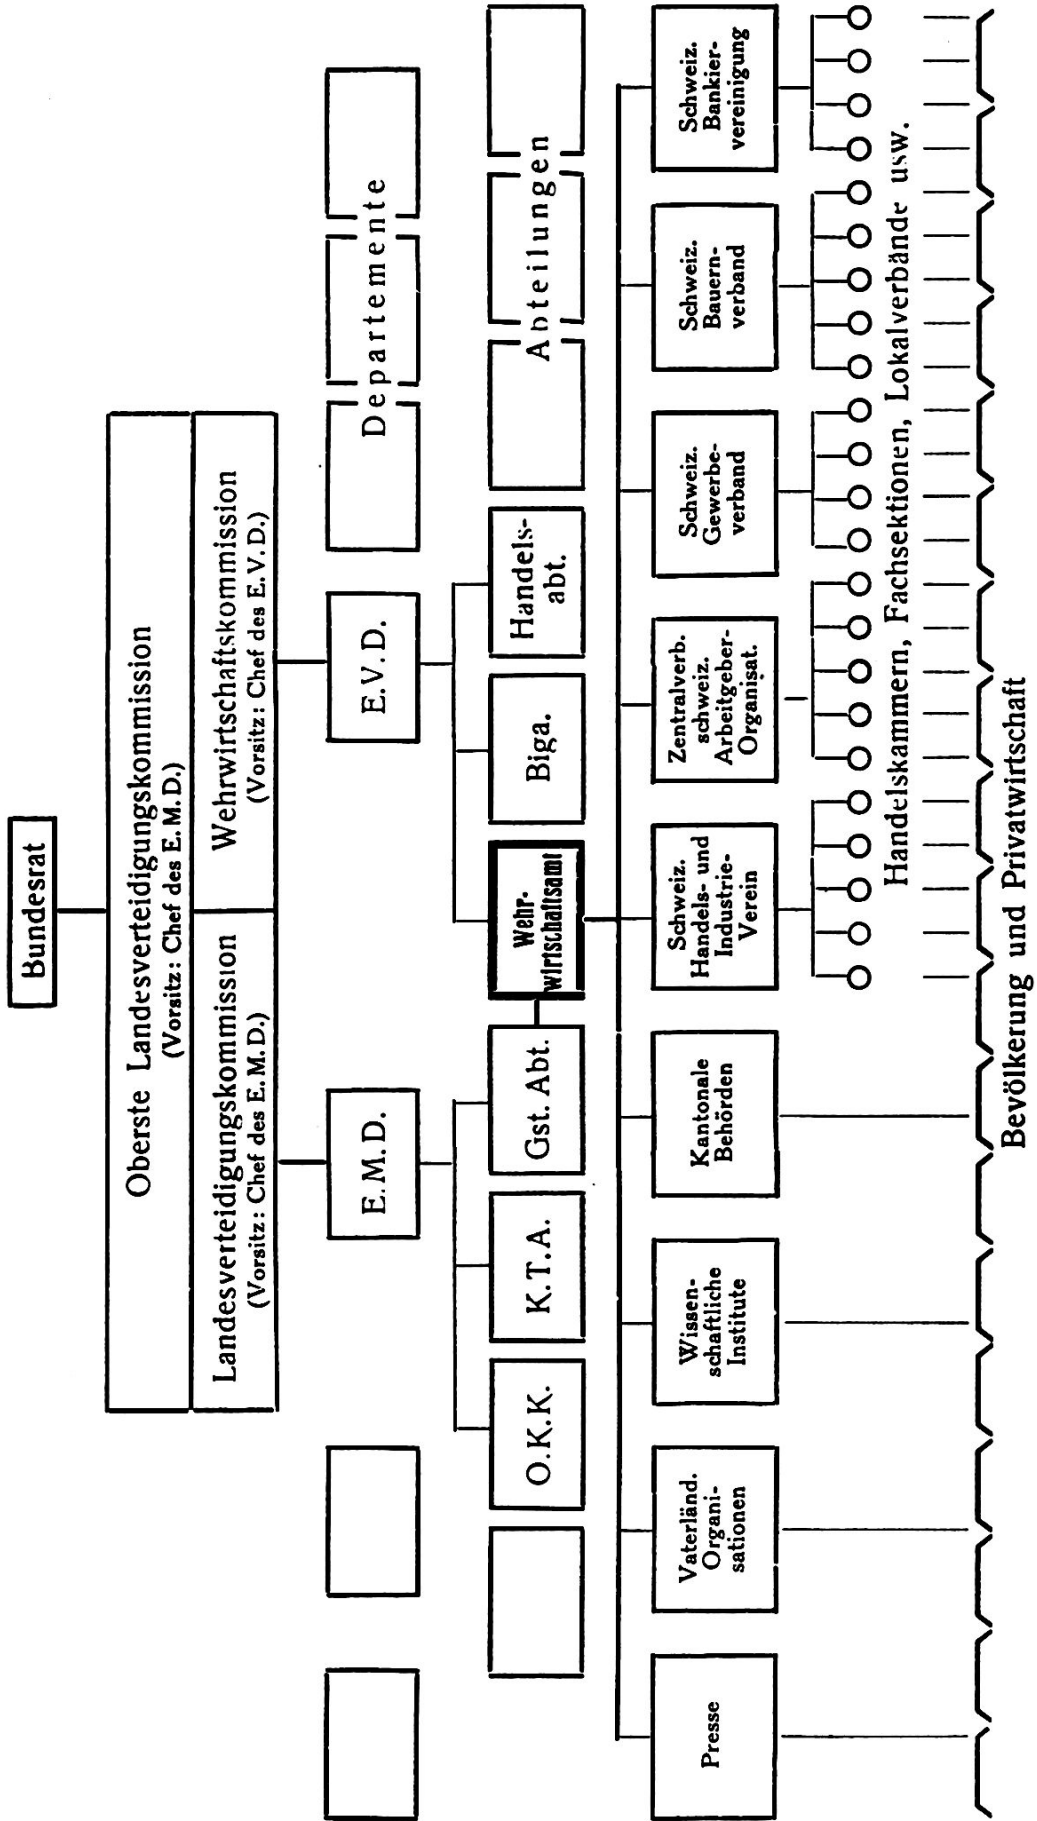 Bundesrat
Oberste Landesverteidigungskommission
(Vorsitz: Chef des E.M.D.)
Landesverteidigungskommission
(Vorsitz: Chef des E.M.D.)
Wehrwirtschaftskommission
(Vorsitz: Chef des E.V.D.)
E.M.D.
E.V.D.
Departemente
O.K.K.
K.T.A.
Gst. Abt.
Wehr-
wirtschaftsamt
Biga.
Handels-
abt.
Abteilungen
Presse
Vaterländ.
Organi-
sationen
Wissen-
schaftliche
Institute
Kantonale
Behörden
Schweiz.
Handels- und
Industrie-
Verein
Zentralverb.
schweiz.
Arbeitgeber-
Organisat.
Schweiz.
Gewerbe-
verband
Schweiz.
Bauern-
verband
Schweiz.
Bankier-
vereinigung
Handelskammern, Fachsektionen, Lokalverbände usw.
Bevölkerung und Privatwirtschaft